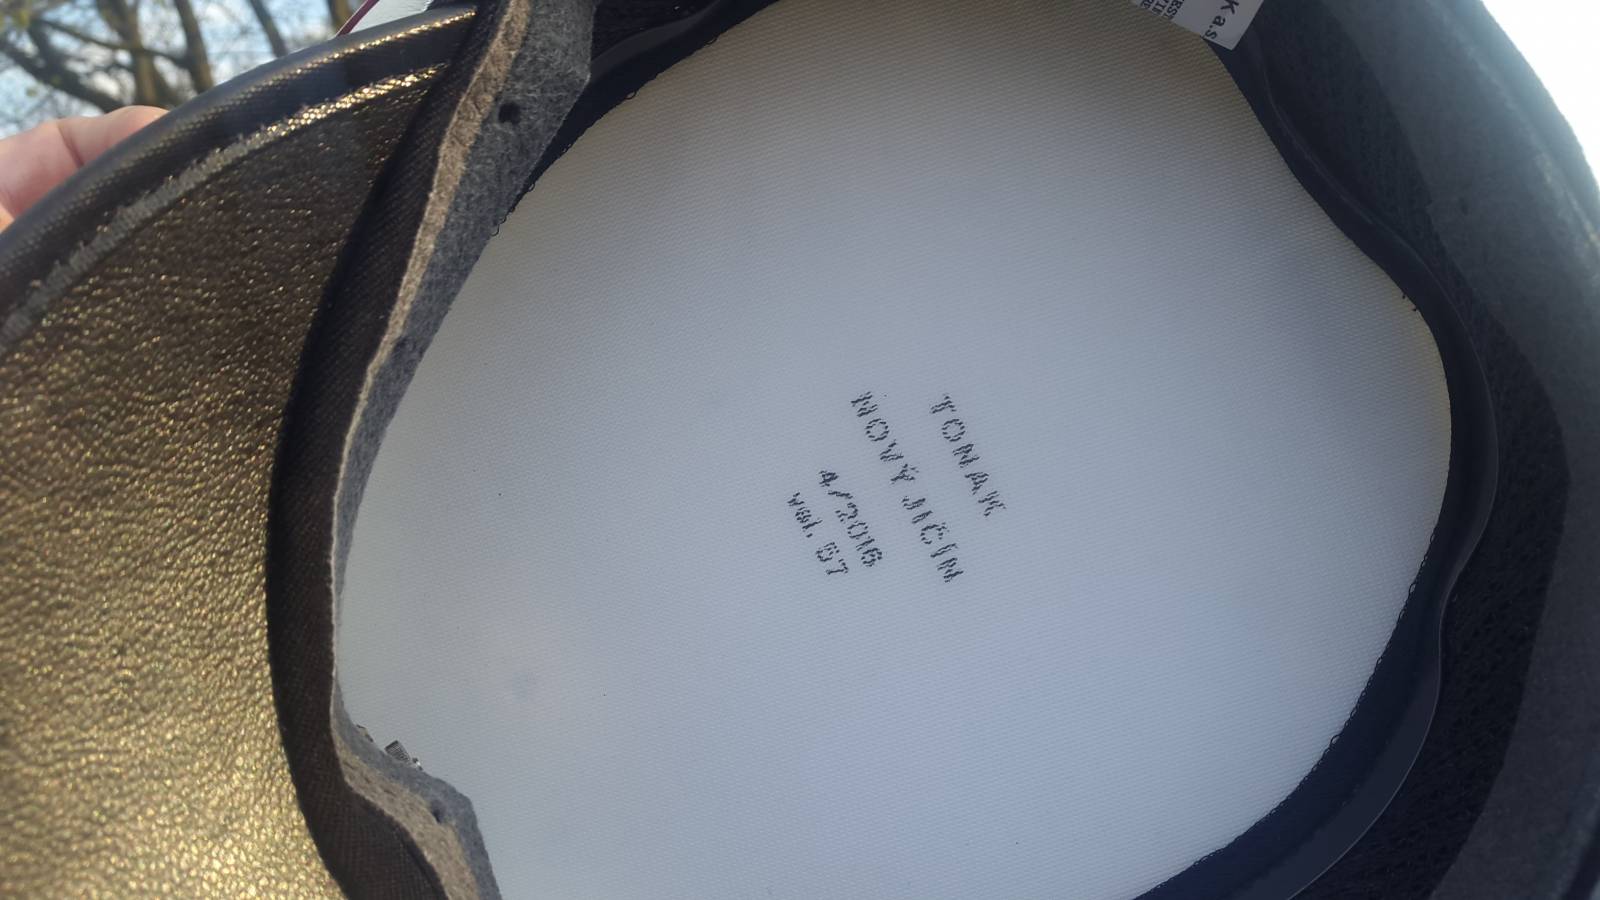 TONAK
NOVÝ JIČÍN
4/2016
vel. 57
K a.s